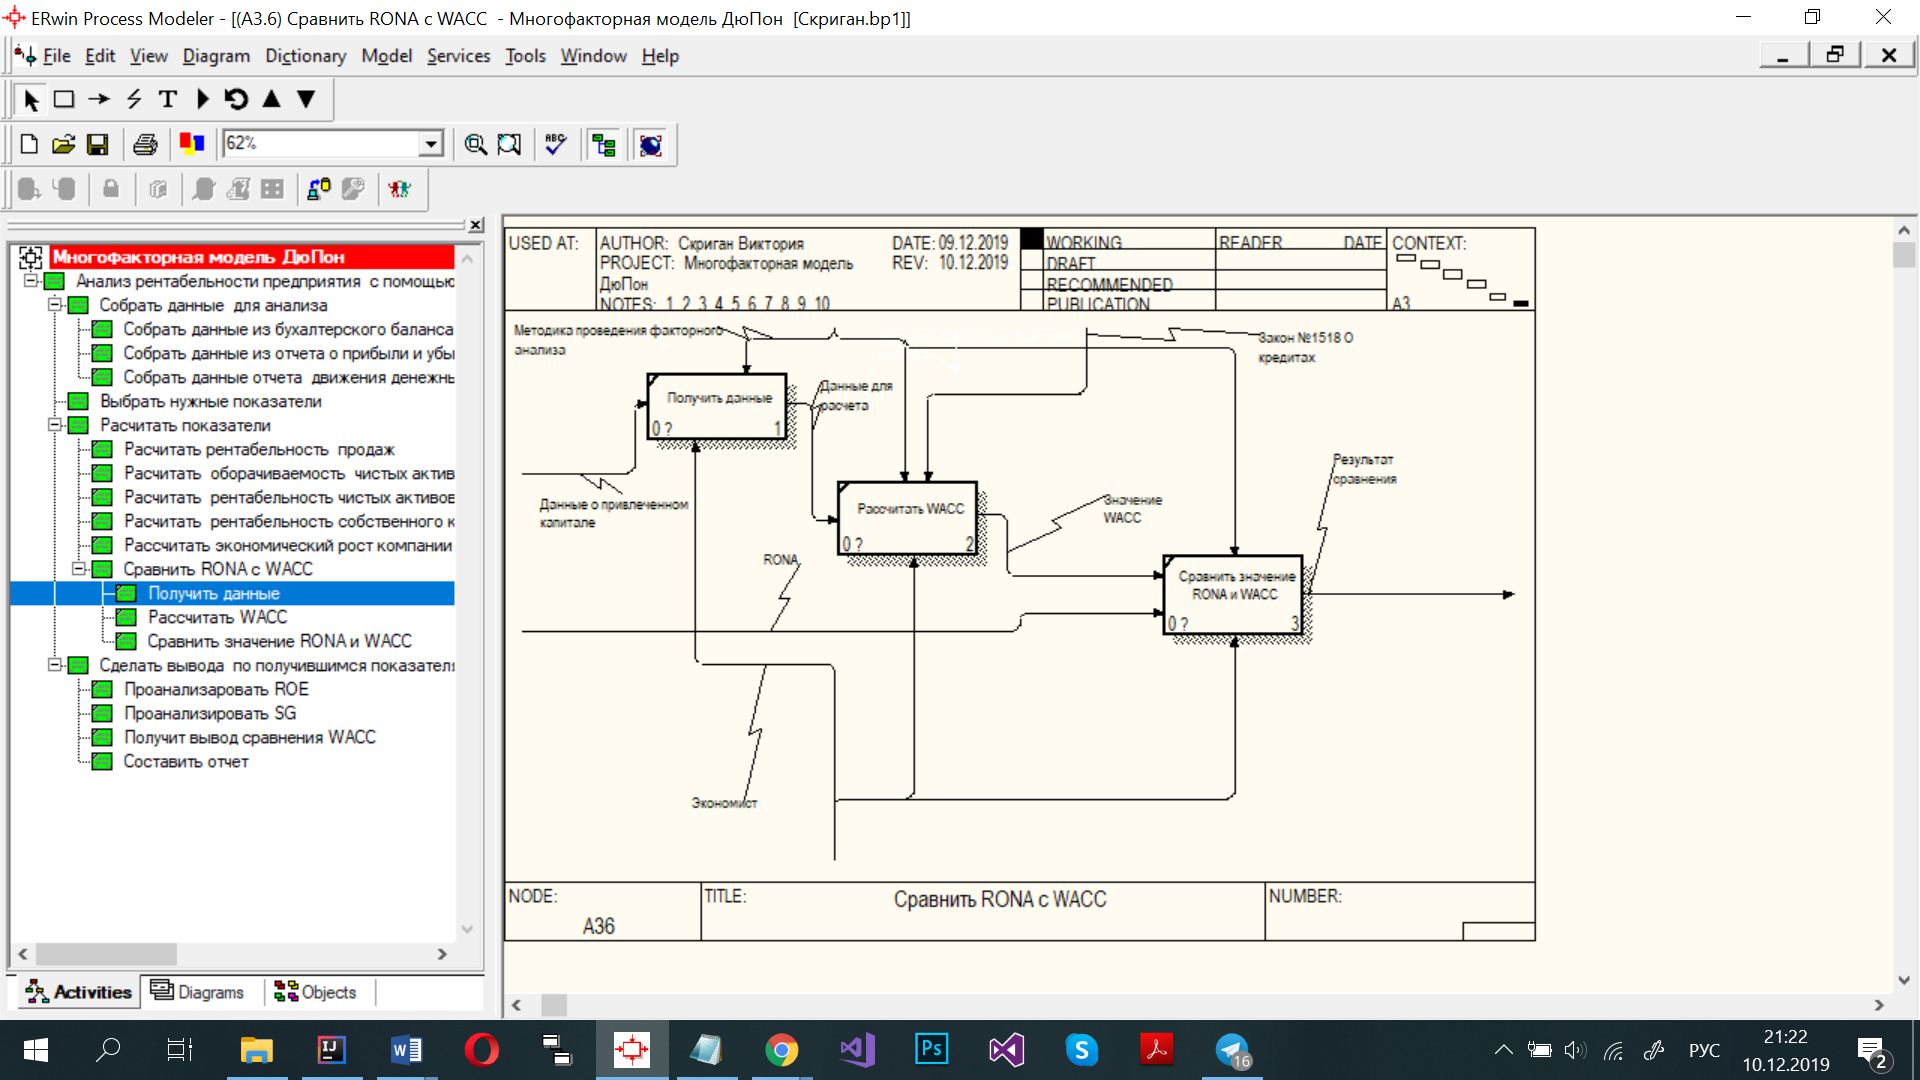 ERwin Process Modeler - [(A3.6) Сравнить RONA с WACC - Многофакторная модель ДюПон [Скриган.bp1]]
File Edit View Diagram Dictionary Model Services Tools Window Help
T
62%
ABC
Многофакторная модель ДюПон
Анализ рентабельности предприятия с помощью
Собрать данные для анализа
Собрать данные из бухалтерского баланса
Собрать данные из отчета о прибыли и убы
Собрать данные отчета движения денежнь
Выбрать нужные показатели
Расчитать показатели
Расчитать рентабельность продаж
Расчитать оборачиваемость чистых актив
Расчитать рентабельность чистых активов
Расчитать рентабельность собственного к
Рассчитать экономический рост компании
Сравнить RONA с WACC
Получить данные
Рассчитать WACC
Сравнить значение RONA и WACC
Сделать вывода по получившимся показателя
Проанализаровать ROE
Проанализировать SG
Получит вывод сравнения WACC
Составить отчет
Activities Diagrams Objects
USED AT:
AUTHOR: Скриган Виктория
DATE: 09.12.2019
PROJECT: Многофакторная модель
ДюПон
REV: 10.12.2019
NOTES: 1 2 3 4 5 6 7 8 9 10
WORKING
DRAFT
RECOMMENDED
PUBLICATION
READER DATE
CONTEXT:
A3
Методика проведения факторного
анализа
Закон №1518 О
кредитах
Получить данные
0 ? 1
Данные для
расчета
Данные о привлеченном
капитале
Рассчитать WACC
0 ? 2
Значение
WACC
Результат
сравнения
RONA
Сравнить значение
RONA и WACC
0 ? 3
Экономист
NODE:
A36
TITLE:
Сравнить RONA с WACC
NUMBER:
IJ
Ps
16
РУС
21:22
10.12.2019
2